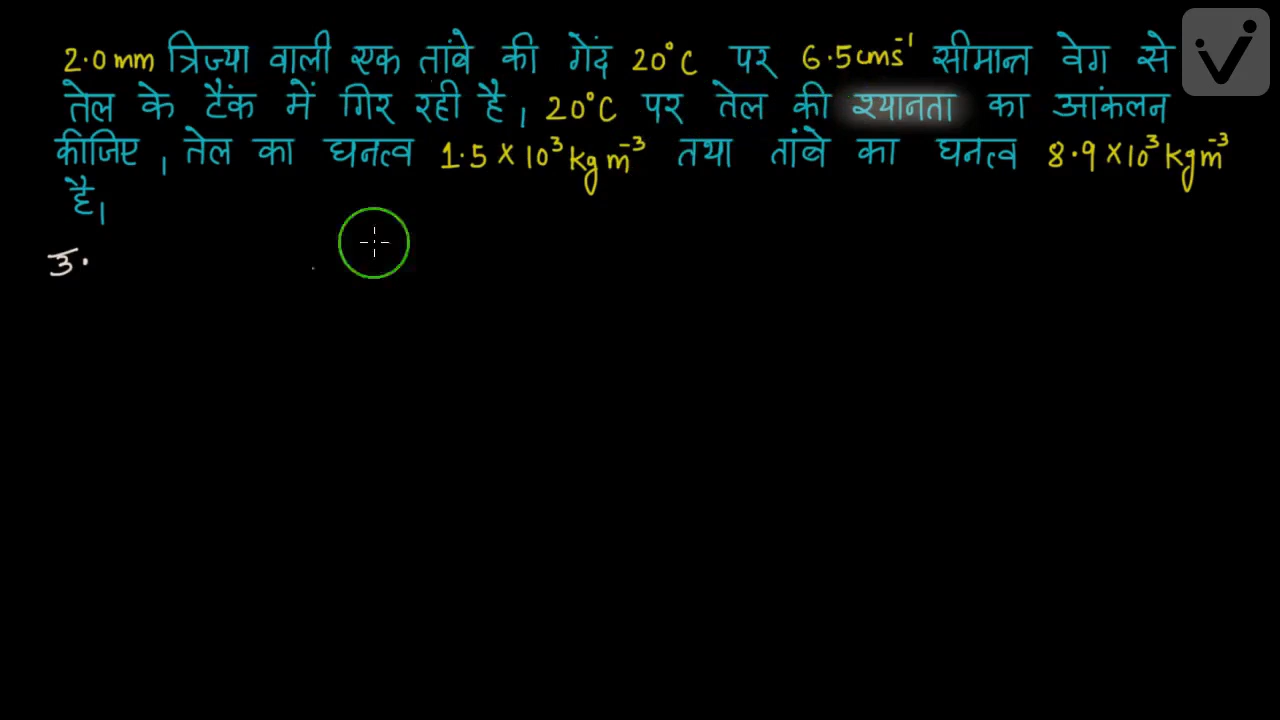 2.0 mm त्रिज्या वाली एक तांबे की गेंद 20°C पर 6.5 cms⁻¹ सीमान्त वेग से
तेल के टैंक में गिर रही है, 20°C पर तेल की श्यानता का आंकलन
कीजिए, तेल का घनत्व 1.5 × 10³ kg m⁻³ तथा तांबे का घनत्व 8.9 × 10³ kg m⁻³
है,
उ.